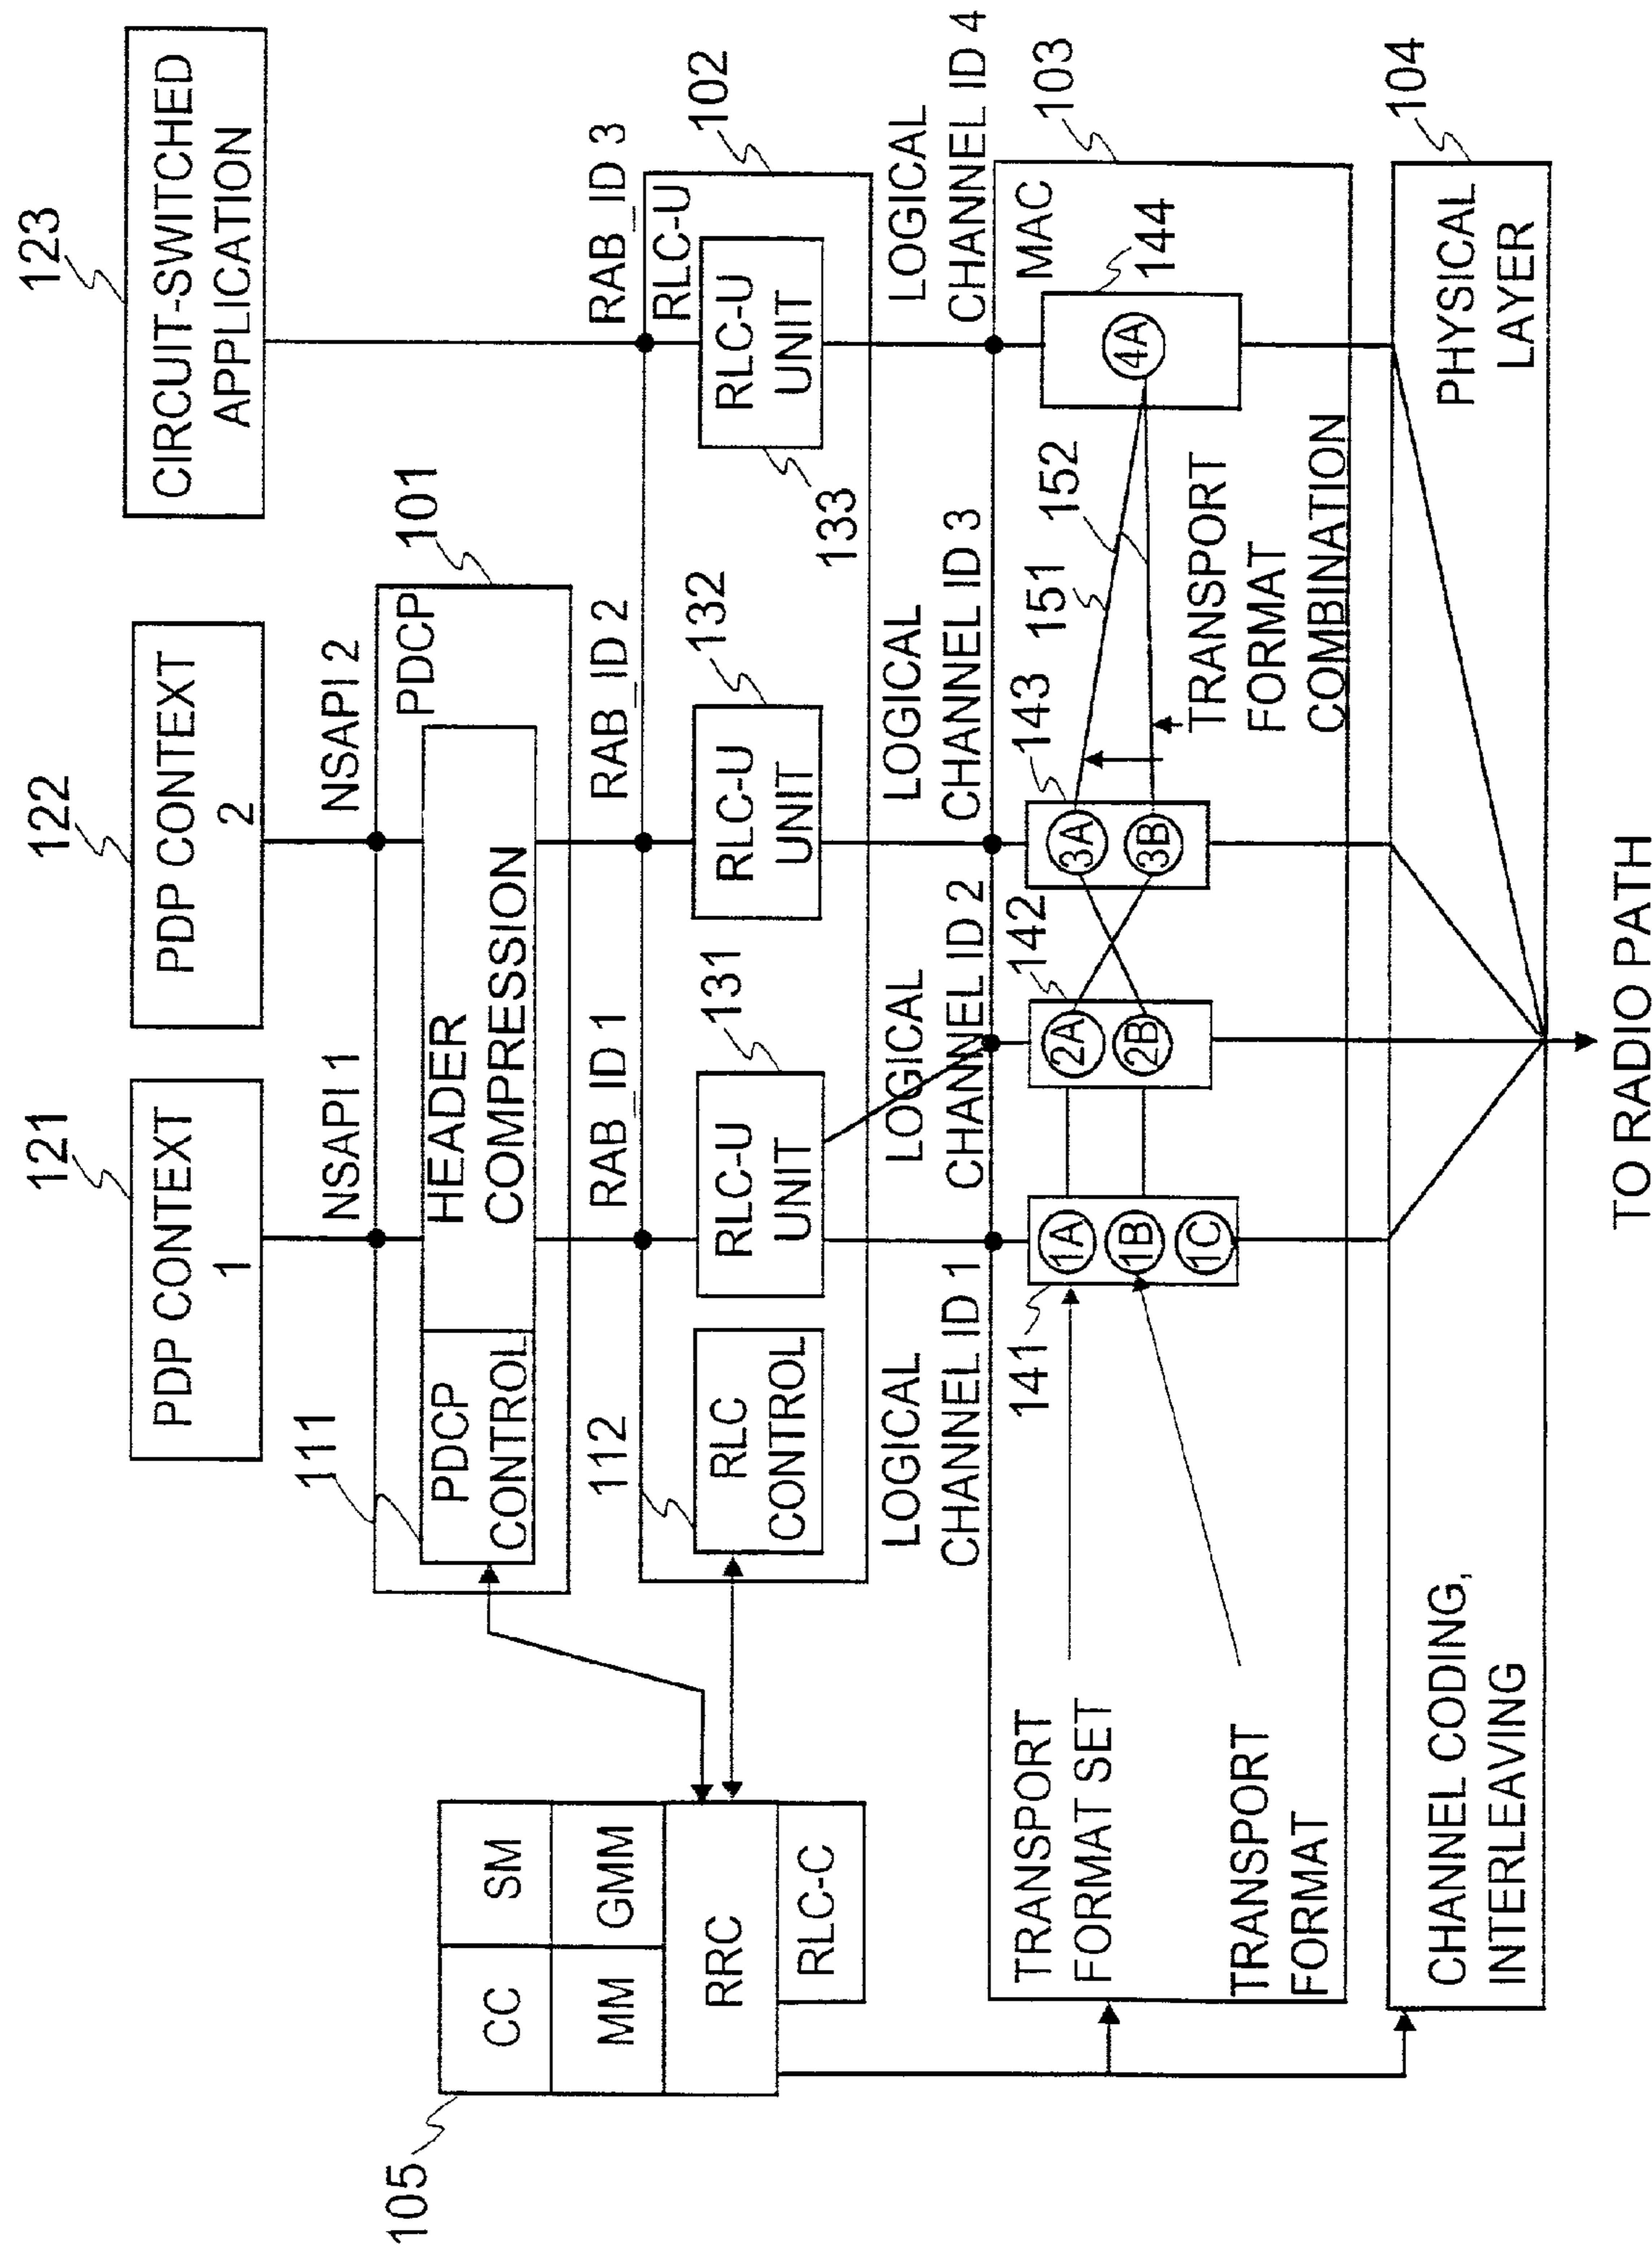 121
PDP CONTEXT
1
122
PDP CONTEXT
2
123
CIRCUIT-SWITCHED
APPLICATION
NSAPI 1
NSAPI 2
101
111
PDCP
CONTROL
HEADER
COMPRESSION
PDCP
RAB_ID 1
RAB_ID 2
RAB_ID 3
102
112
RLC
CONTROL
RLC-U
UNIT
131
RLC-U
UNIT
132
RLC-U
RLC-U
UNIT
133
105
CC
SM
MM
GMM
RRC
RLC-C
LOGICAL
CHANNEL ID 1
LOGICAL
CHANNEL ID 2
LOGICAL
CHANNEL ID 3
LOGICAL
CHANNEL ID 4
103
MAC
141
1A
1B
1C
142
2A
2B
143
3A
3B
144
4A
151
152
TRANSPORT
FORMAT SET
TRANSPORT
FORMAT
TRANSPORT
FORMAT
COMBINATION
104
CHANNEL CODING,
INTERLEAVING
PHYSICAL
LAYER
TO RADIO PATH